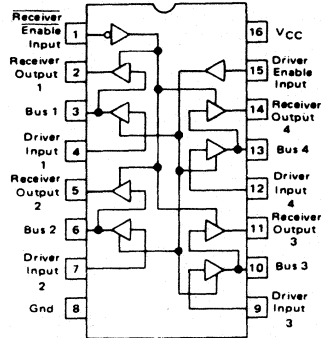 Receiver
Enable
Input
1
Receiver
Output
1
2
Bus 1
3
Driver
Input
1
4
Receiver
Output
2
5
Bus 2
6
Driver
Input
2
7
Gnd
8
16
VCC
15
Driver
Enable
Input
14
Receiver
Output
4
13
Bus 4
12
Driver
Input
4
11
Receiver
Output
3
10
Bus 3
9
Driver
Input
3